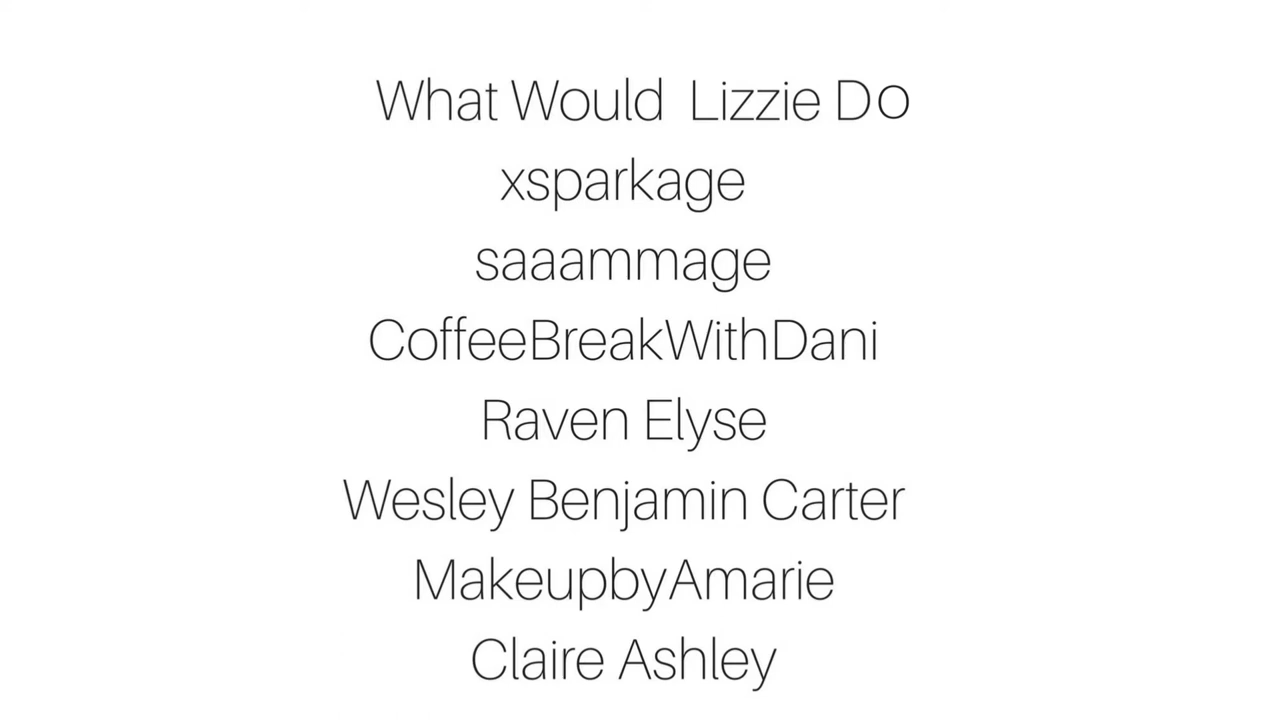 What Would Lizzie Do
xsparkage
saaammage
CoffeeBreakWithDani
Raven Elyse
Wesley Benjamin Carter
MakeupbyAmarie
Claire Ashley